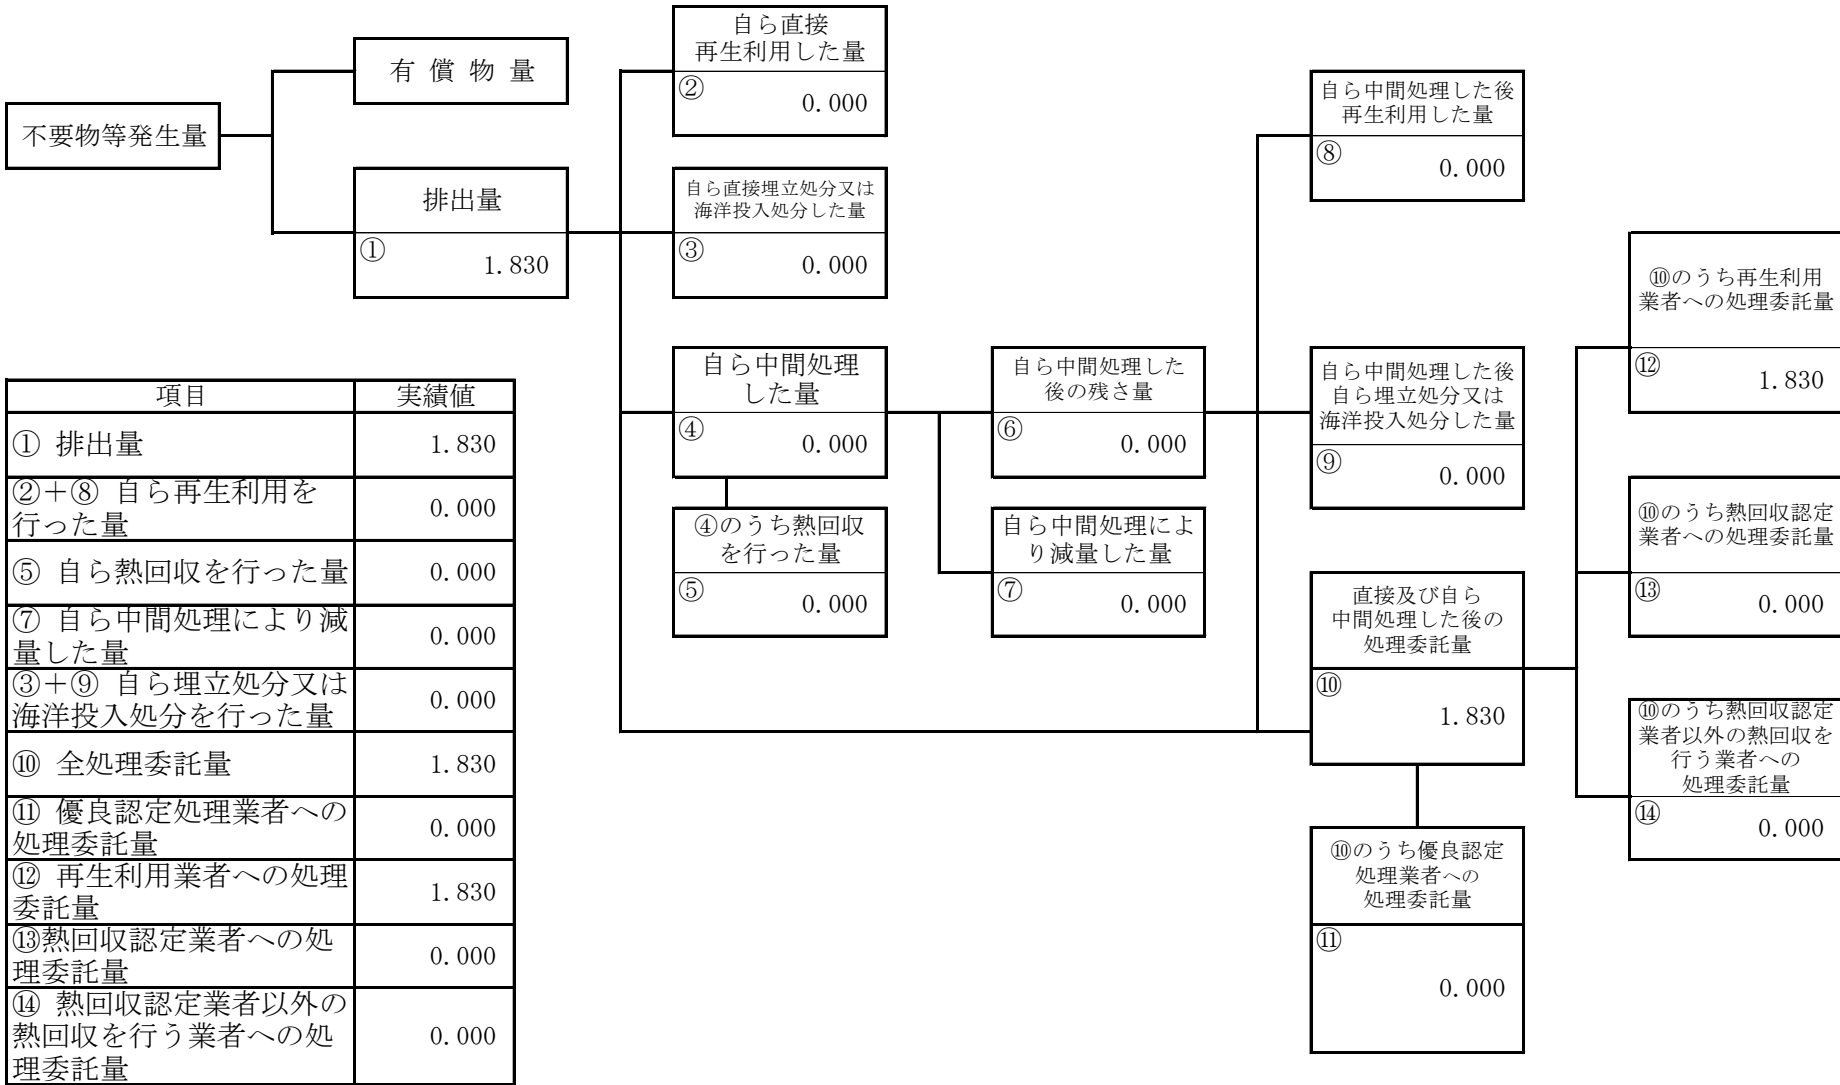 不要物等発生量
有 償 物 量
排出量
① 1.830
自ら直接
再生利用した量
② 0.000
自ら直接埋立処分又は
海洋投入処分した量
③ 0.000
自ら中間処理
した量
④ 0.000
④のうち熱回収
を行った量
⑤ 0.000
自ら中間処理した
後の残さ量
⑥ 0.000
自ら中間処理によ
り減量した量
⑦ 0.000
自ら中間処理した後
再生利用した量
⑧ 0.000
自ら中間処理した後
自ら埋立処分又は
海洋投入処分した量
⑨ 0.000
直接及び自ら
中間処理した後の
処理委託量
⑩ 1.830
⑩のうち優良認定
処理業者への
処理委託量
⑪ 0.000
⑩のうち再生利用
業者への処理委託量
⑫ 1.830
⑩のうち熱回収認定
業者への処理委託量
⑬ 0.000
⑩のうち熱回収認定
業者以外の熱回収を
行う業者への
処理委託量
⑭ 0.000
項目 実績値
① 排出量 1.830
②＋⑧ 自ら再生利用を
行った量 0.000
⑤ 自ら熱回収を行った量 0.000
⑦ 自ら中間処理により減
量した量 0.000
③＋⑨ 自ら埋立処分又は
海洋投入処分を行った量 0.000
⑩ 全処理委託量 1.830
⑪ 優良認定処理業者への
処理委託量 0.000
⑫ 再生利用業者への処理
委託量 1.830
⑬熱回収認定業者への処
理委託量 0.000
⑭ 熱回収認定業者以外の
熱回収を行う業者への処
理委託量 0.000